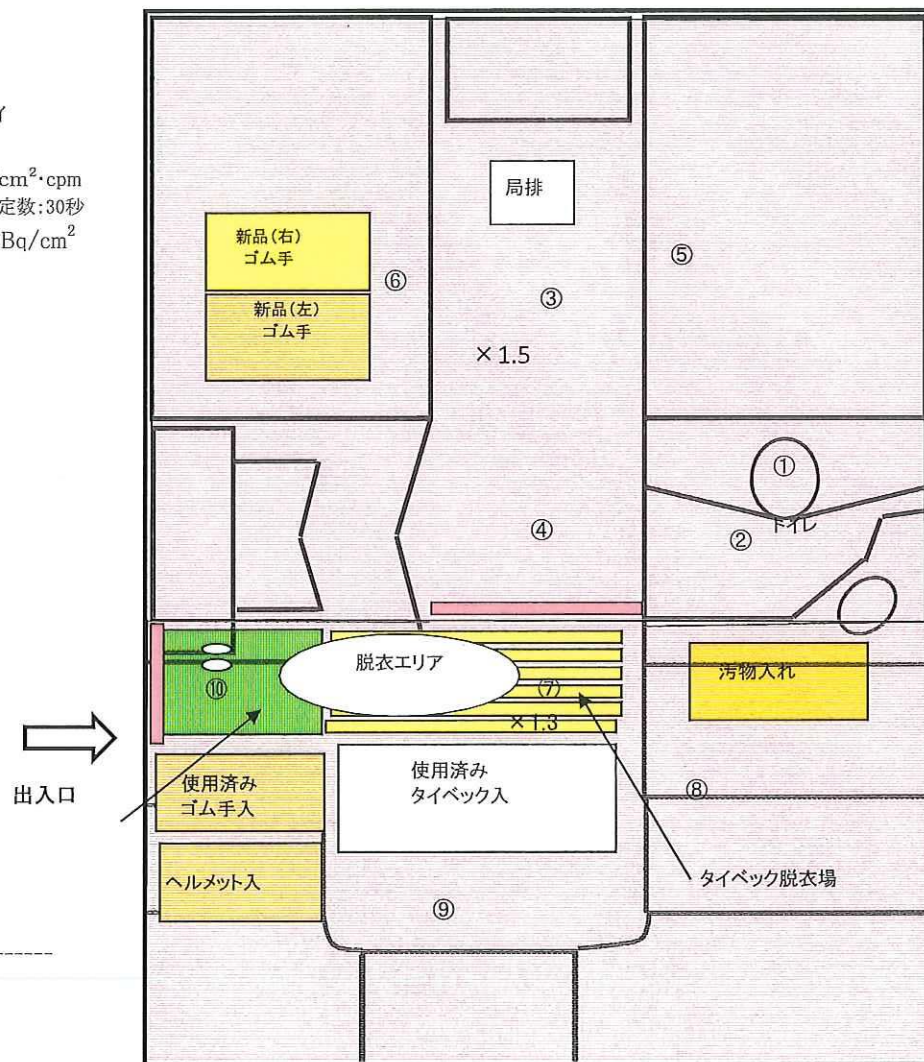 イ
cm²・cpm
定数:30秒
Bq/cm²
局排
新品(右)
ゴム手
⑥
⑤
③
新品(左)
ゴム手
×1.5
①
④
②
トイレ
脱衣エリア
⑩
⑦
汚物入れ
×1.3
出入口
使用済み
ゴム手入
使用済み
タイベック入
⑧
ヘルメット入
タイベック脱衣場
⑨